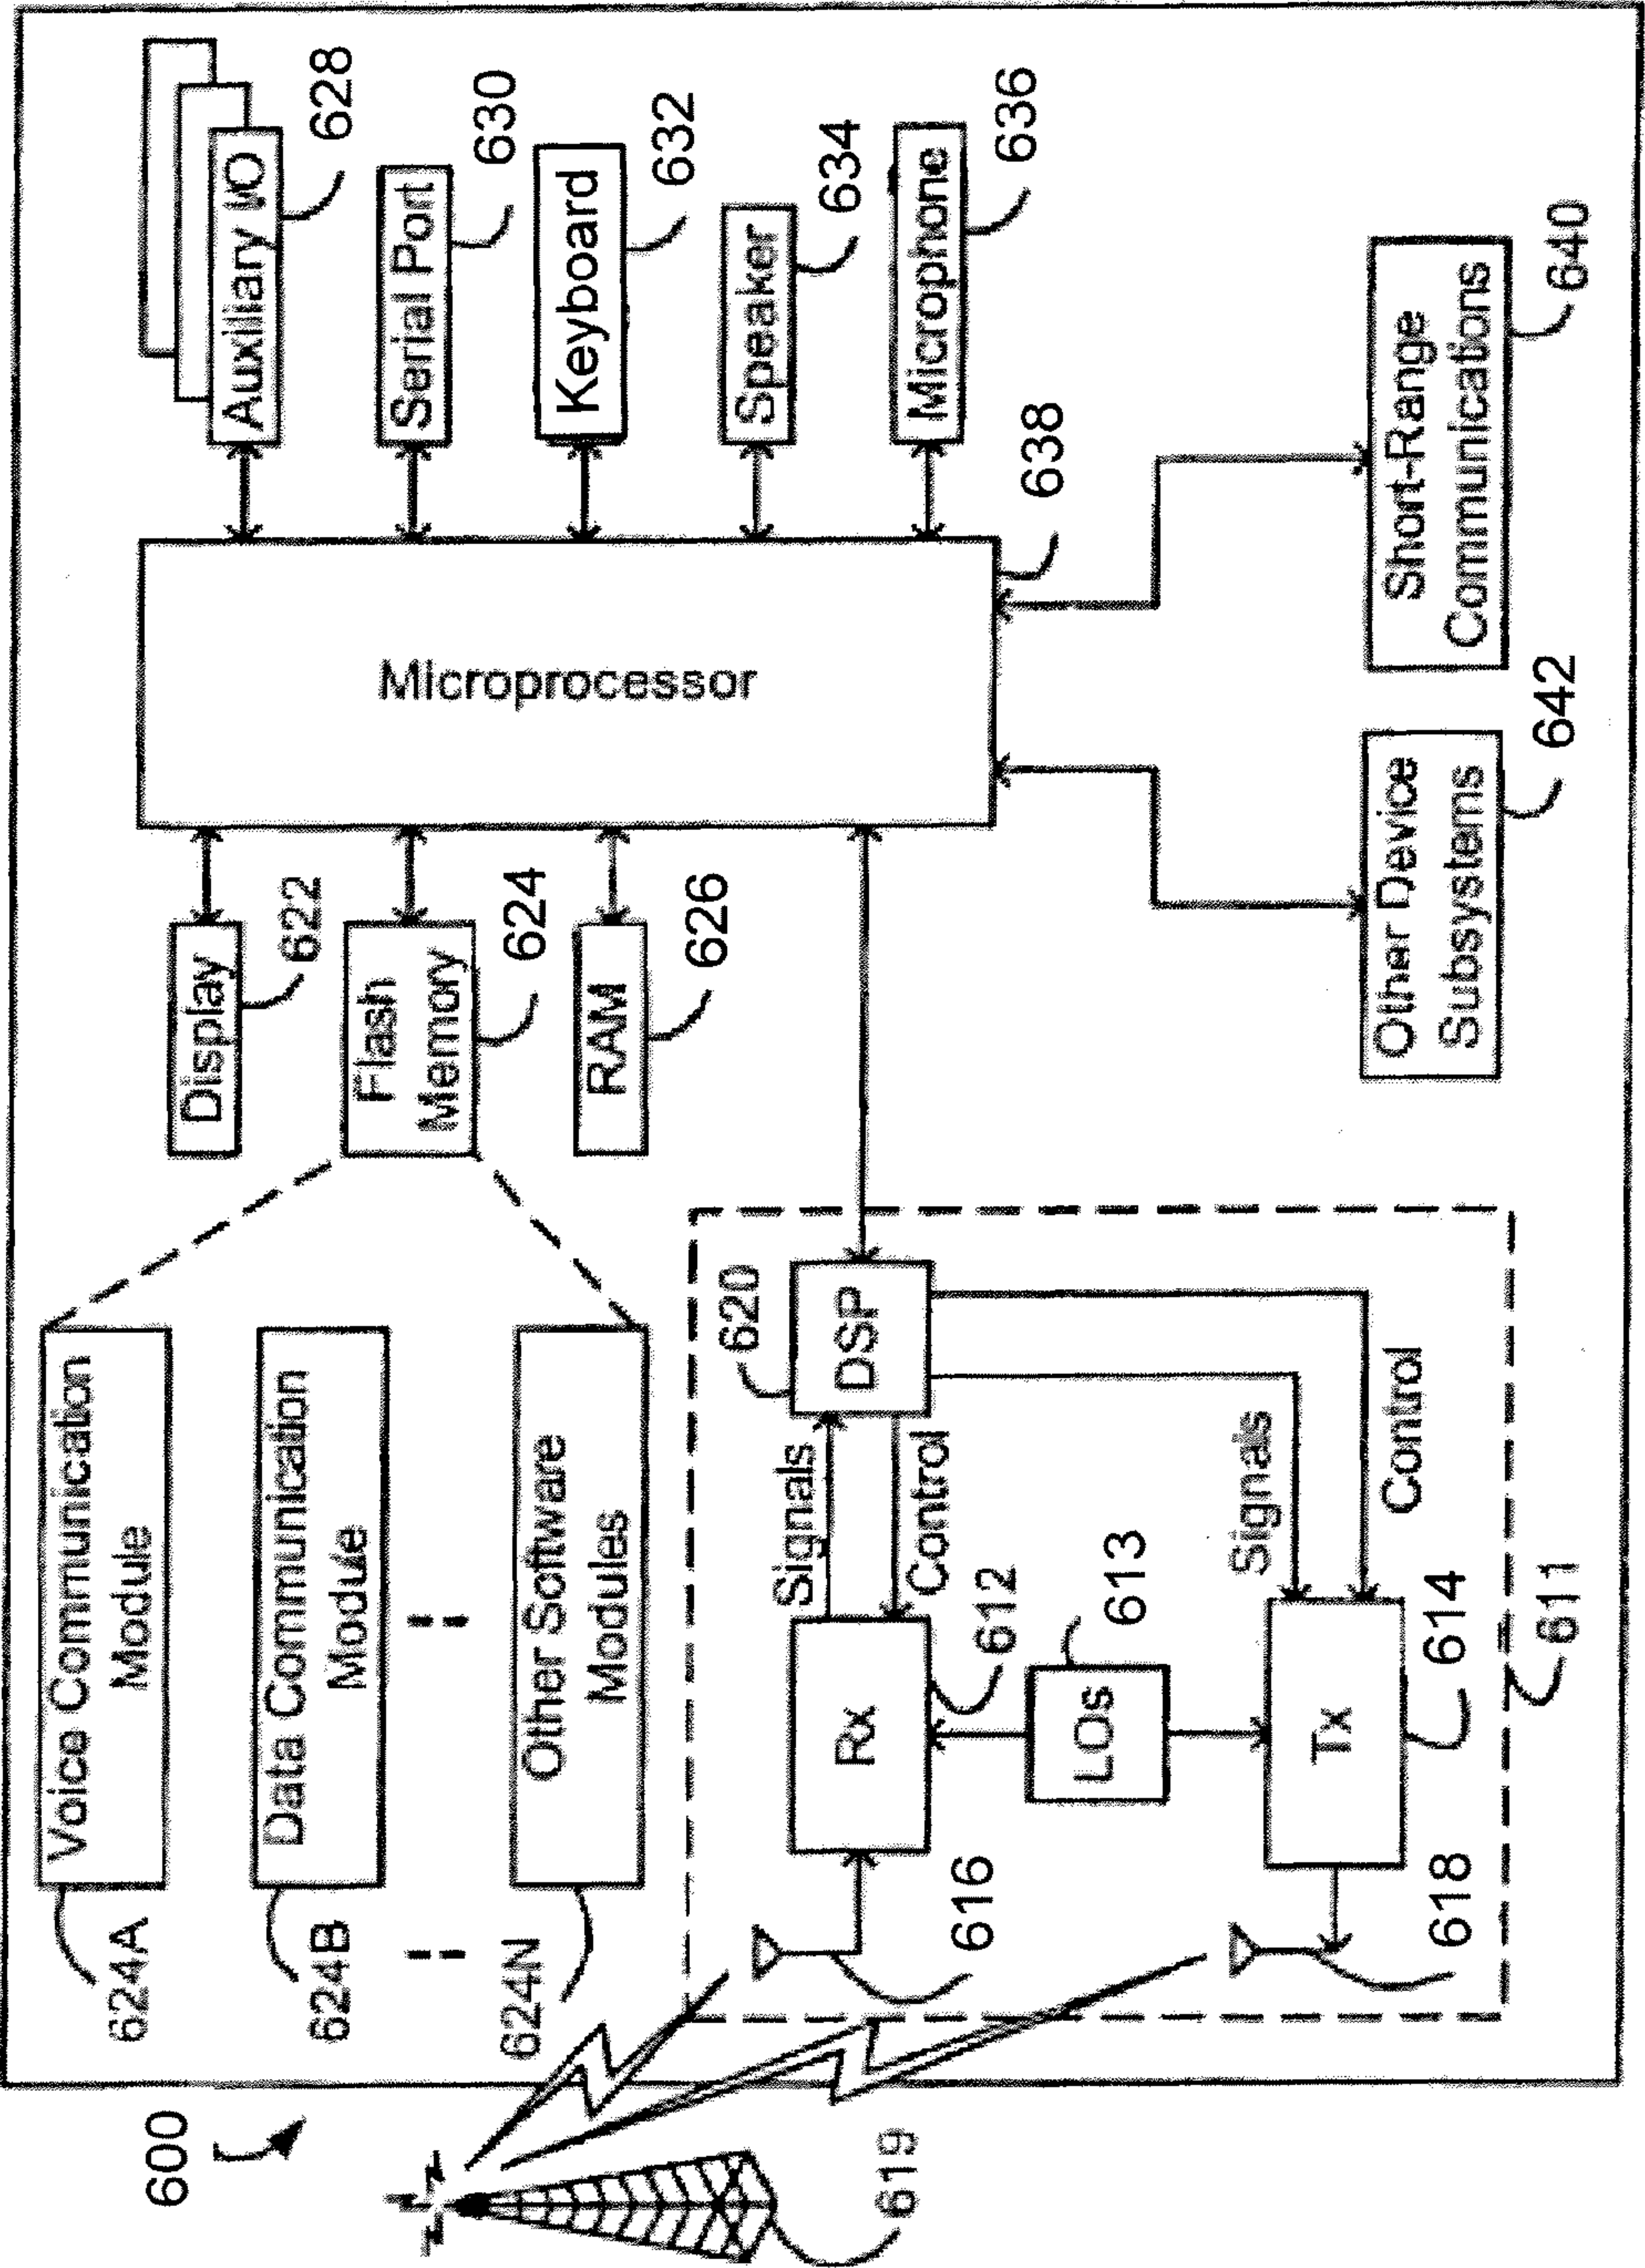 600
Voice Communication
Module
624A
Data Communication
Module
624B
Other Software
Modules
624N
Display
622
Flash
Memory
624
RAM
626
Microprocessor
638
Auxiliary I/O
628
Serial Port
630
Keyboard
632
Speaker
634
Microphone
636
Short-Range
Communications
640
Other Device
Subsystems
642
DSP
620
Signals
Control
Rx
612
LOs
613
Signals
Control
Tx
614
611
616
618
619